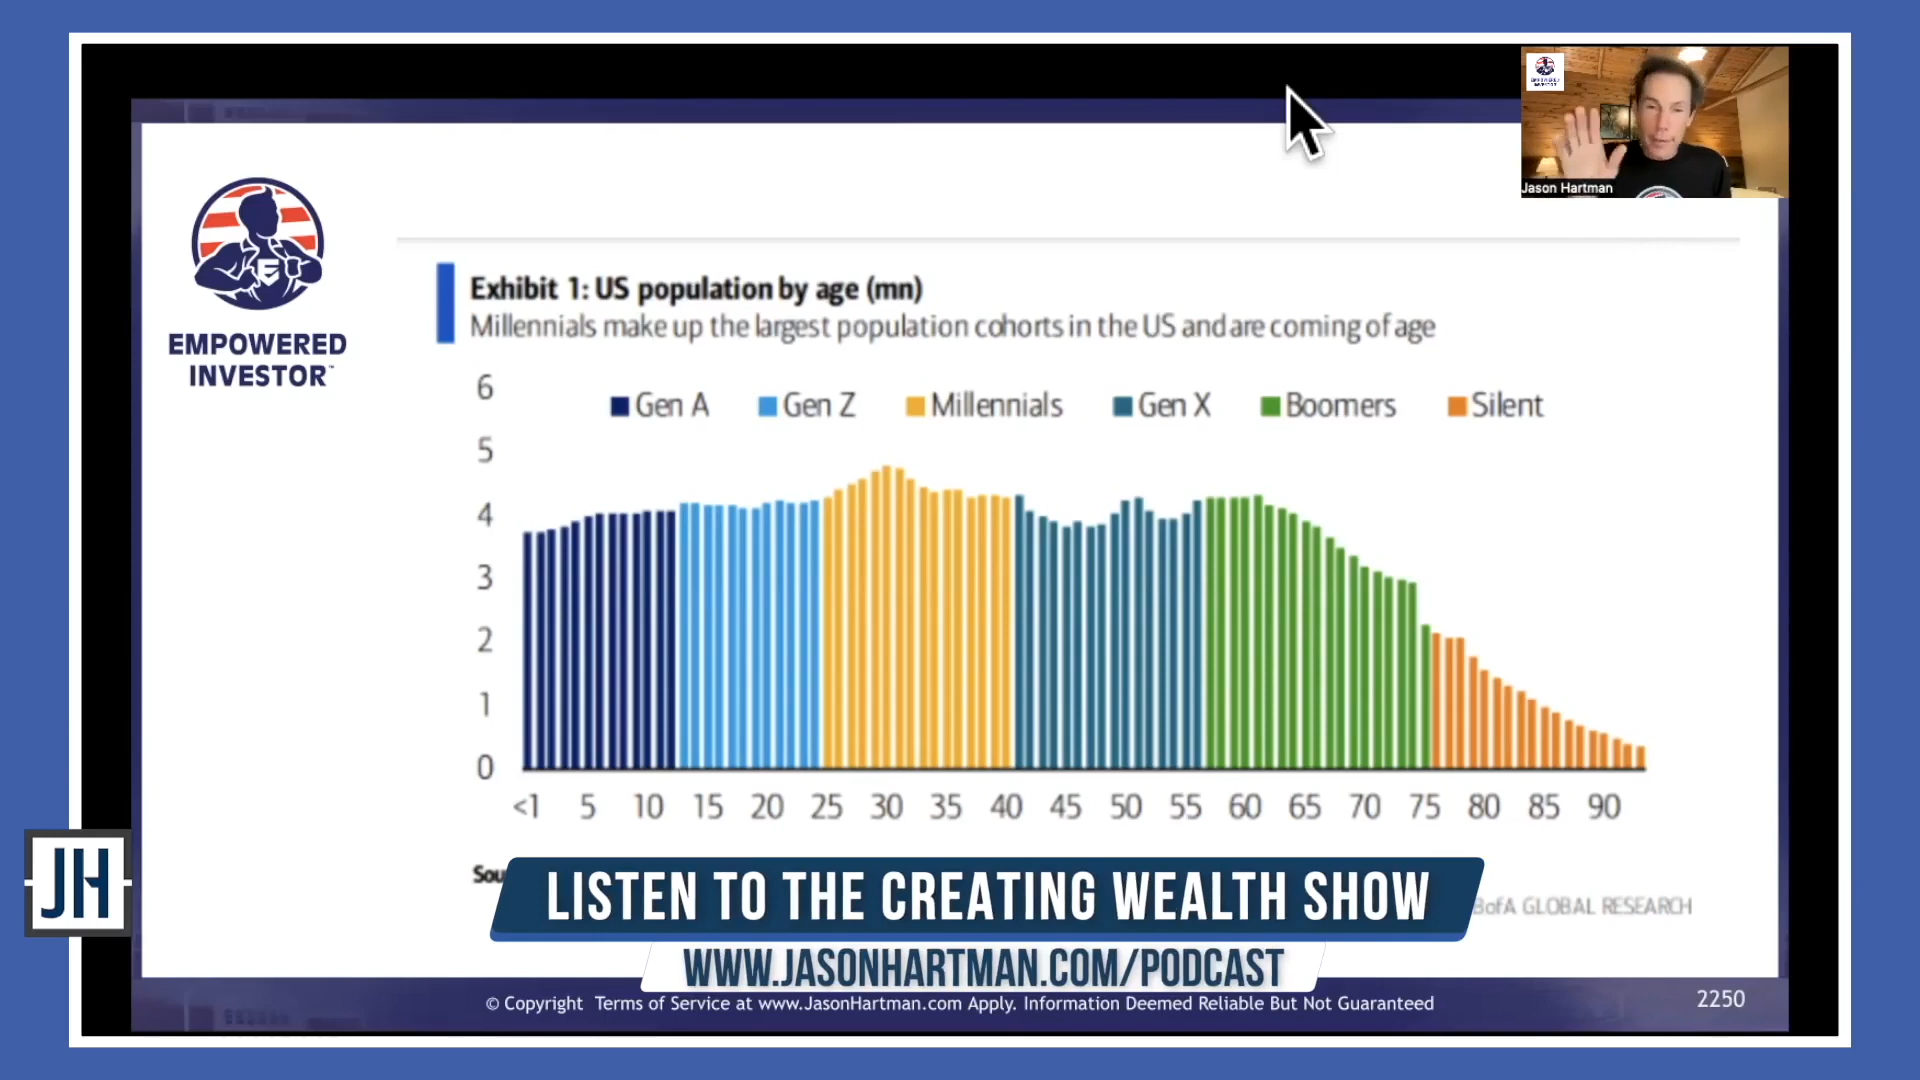 Jason Hartman
EMPOWERED
INVESTOR™
Exhibit 1: US population by age (mn)
Millennials make up the largest population cohorts in the US and are coming of age
6
Gen A Gen Z Millennials Gen X Boomers Silent
5
4
3
2
1
0
<1 5 10 15 20 25 30 35 40 45 50 55 60 65 70 75 80 85 90
JH
LISTEN TO THE CREATING WEALTH SHOW
BofA GLOBAL RESEARCH
WWW.JASONHARTMAN.COM/PODCAST
© Copyright Terms of Service at www.JasonHartman.com Apply. Information Deemed Reliable But Not Guaranteed
2250